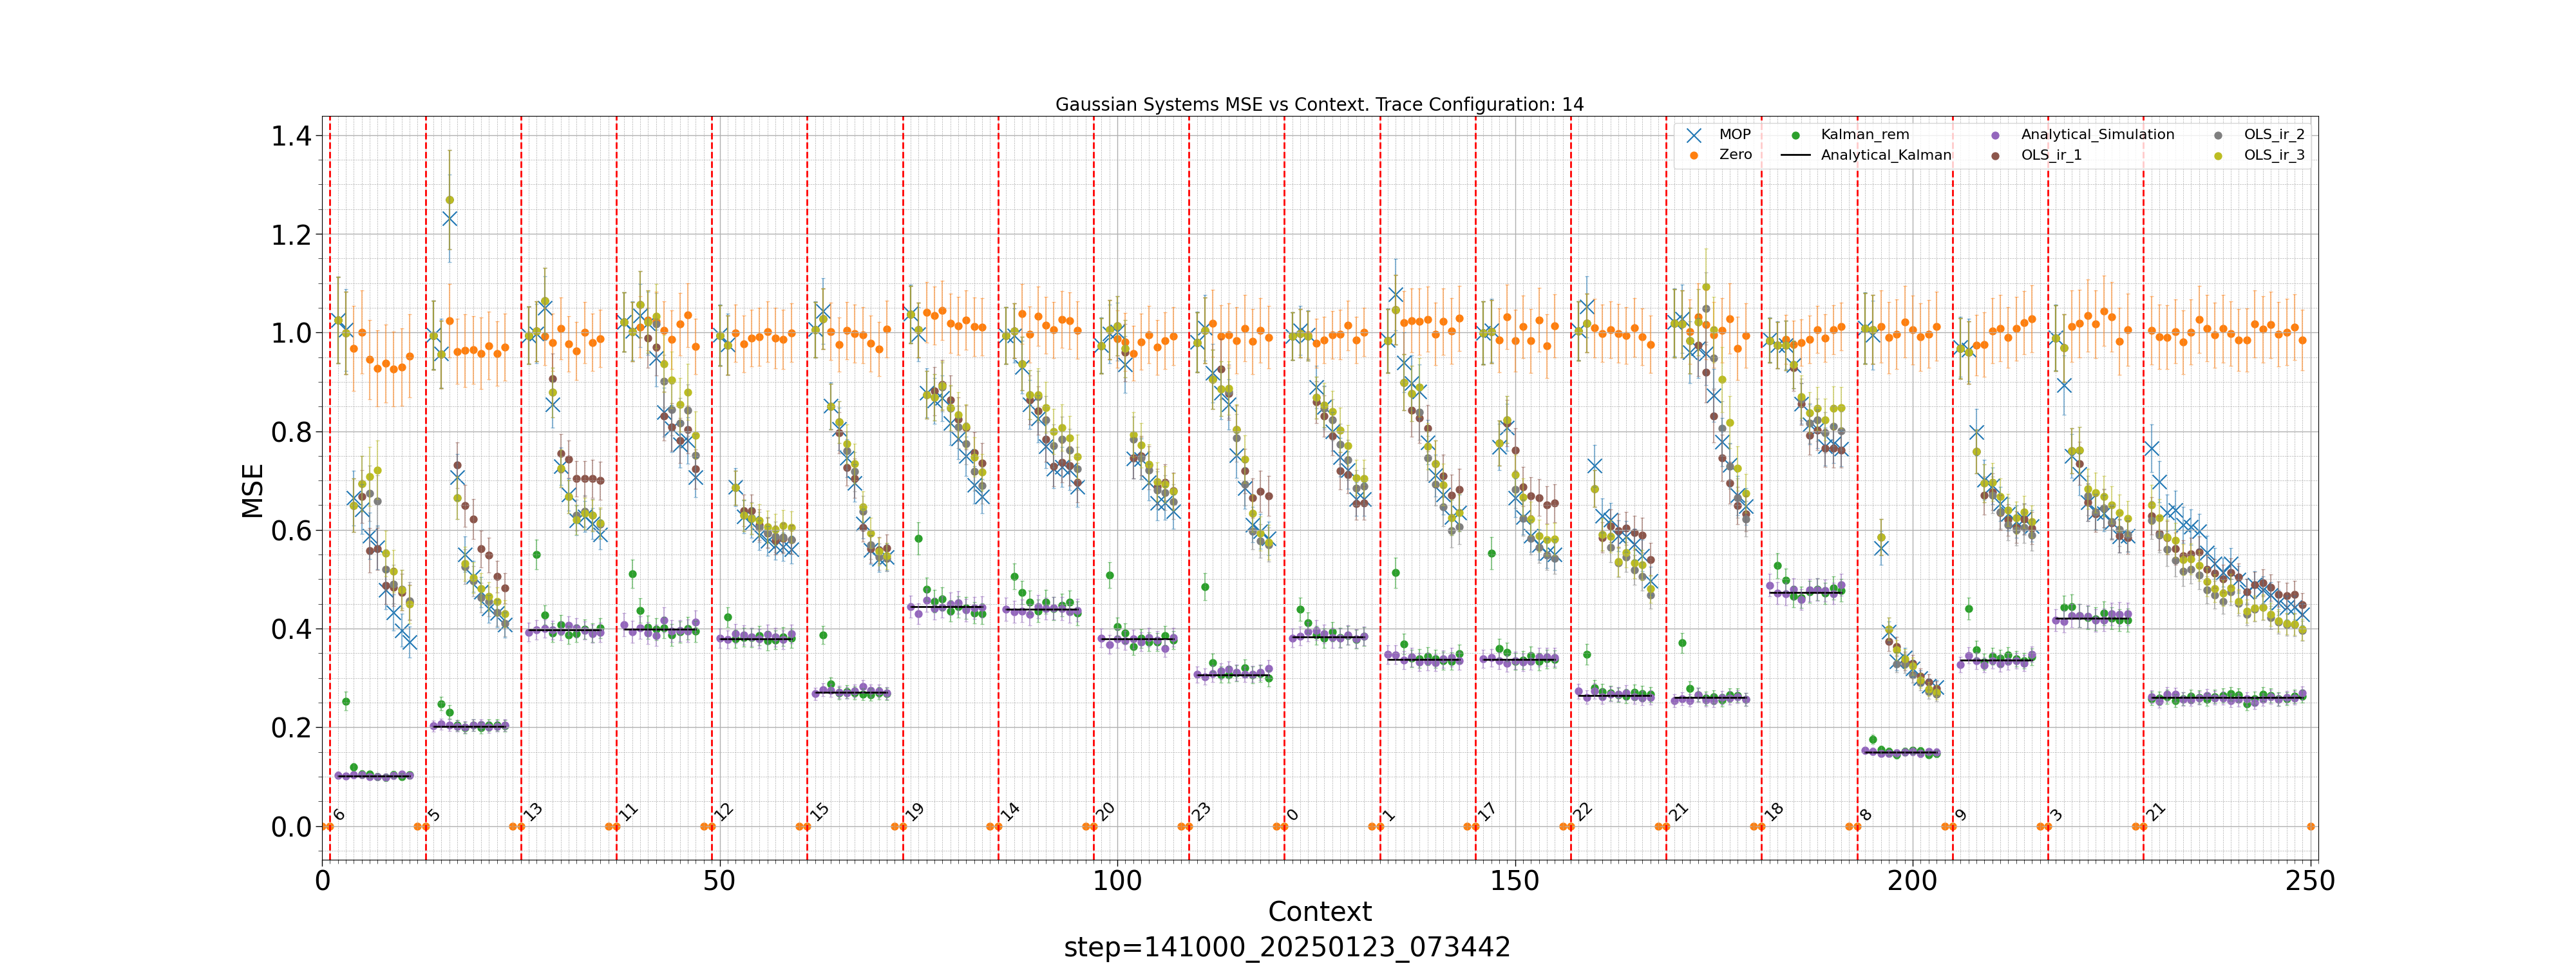 Gaussian Systems MSE vs Context. Trace Configuration: 14
MOP
Zero
Kalman_rem
Analytical_Kalman
Analytical_Simulation
OLS_ir_1
OLS_ir_2
OLS_ir_3
MSE
1.4
1.2
1.0
0.8
0.6
0.4
0.2
0.0
6 5 13 11 12 15 19 14 20 23 0 1 17 22 21 18 8 9 3 21
0 50 100 150 200 250
Context
step=141000_20250123_073442